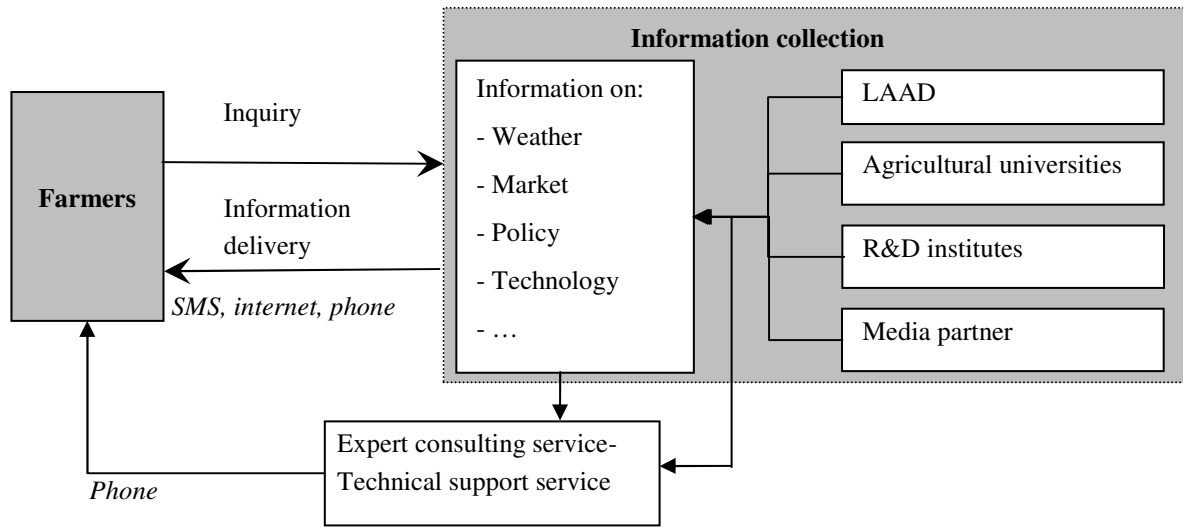 Information collection
Farmers
Inquiry
Information
delivery
SMS, internet, phone
Information on:
- Weather
- Market
- Policy
- Technology
- …
LAAD
Agricultural universities
R&D institutes
Media partner
Expert consulting service-
Technical support service
Phone